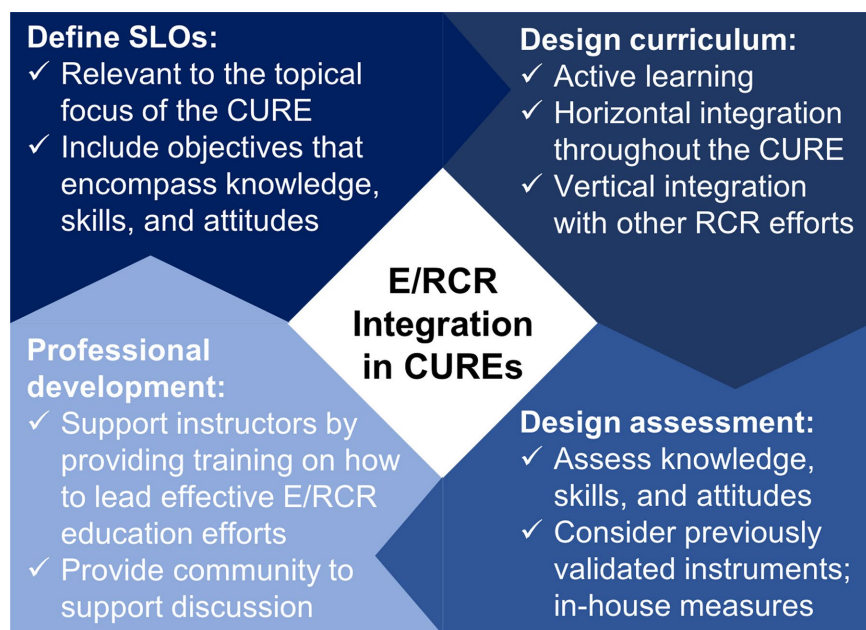 Define SLOs:
✓ Relevant to the topical
focus of the CURE
✓ Include objectives that
encompass knowledge,
skills, and attitudes
Design curriculum:
✓ Active learning
✓ Horizontal integration
throughout the CURE
✓ Vertical integration
with other RCR efforts
E/RCR
Integration
in CUREs
Professional
development:
✓ Support instructors by
providing training on how
to lead effective E/RCR
education efforts
✓ Provide community to
support discussion
Design assessment:
✓ Assess knowledge,
skills, and attitudes
✓ Consider previously
validated instruments;
in-house measures